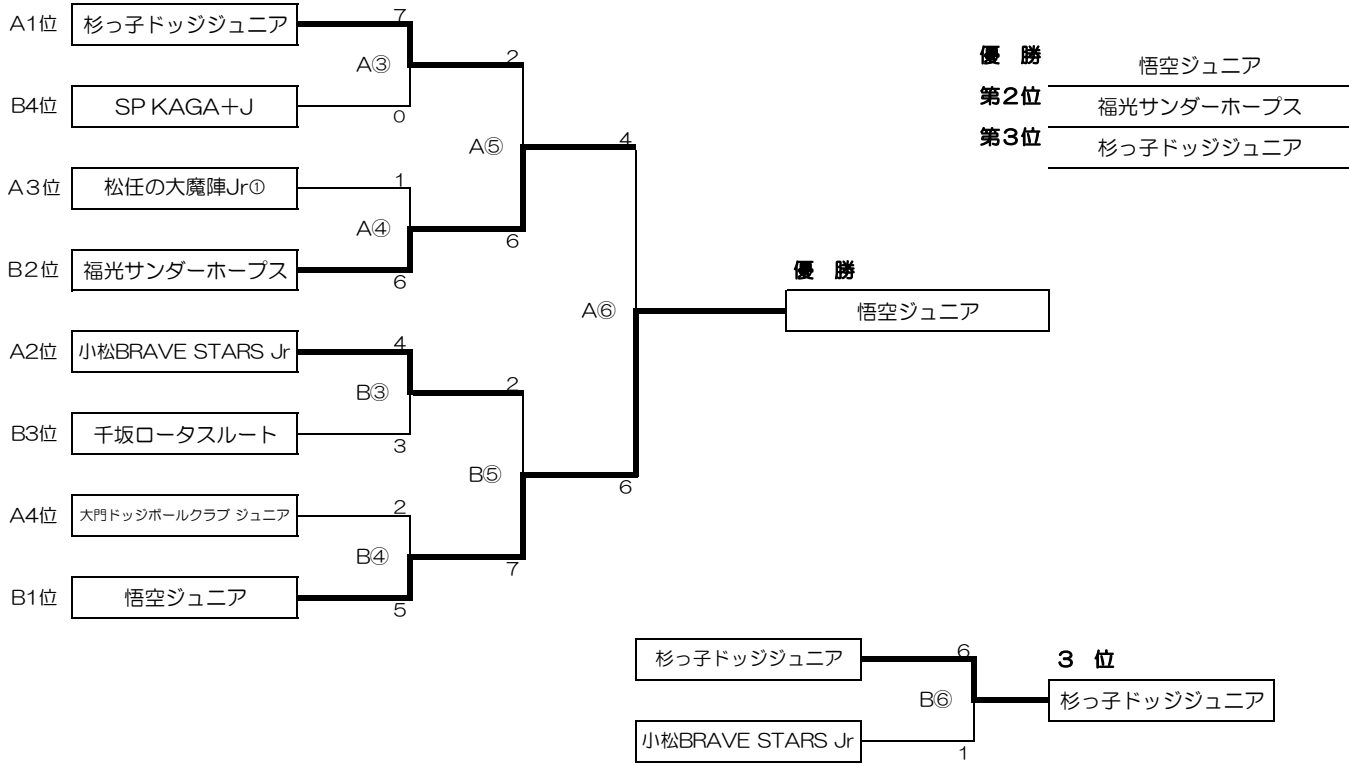 A1位 杉っ子ドッジジュニア 7
A③
B4位 SP KAGA+J 0
2
A⑤
A3位 松任の大魔陣Jr① 1
A④
B2位 福光サンダーホープス 6
6
4
A⑥
A2位 小松BRAVE STARS Jr 4
B③
B3位 千坂ロータスルート 3
2
B⑤
A4位 大門ドッジボールクラブ ジュニア 2
B④
B1位 悟空ジュニア 5
7
6
優 勝
悟空ジュニア
優 勝 悟空ジュニア
第2位 福光サンダーホープス
第3位 杉っ子ドッジジュニア
杉っ子ドッジジュニア 6
B⑥
小松BRAVE STARS Jr 1
3 位
杉っ子ドッジジュニア